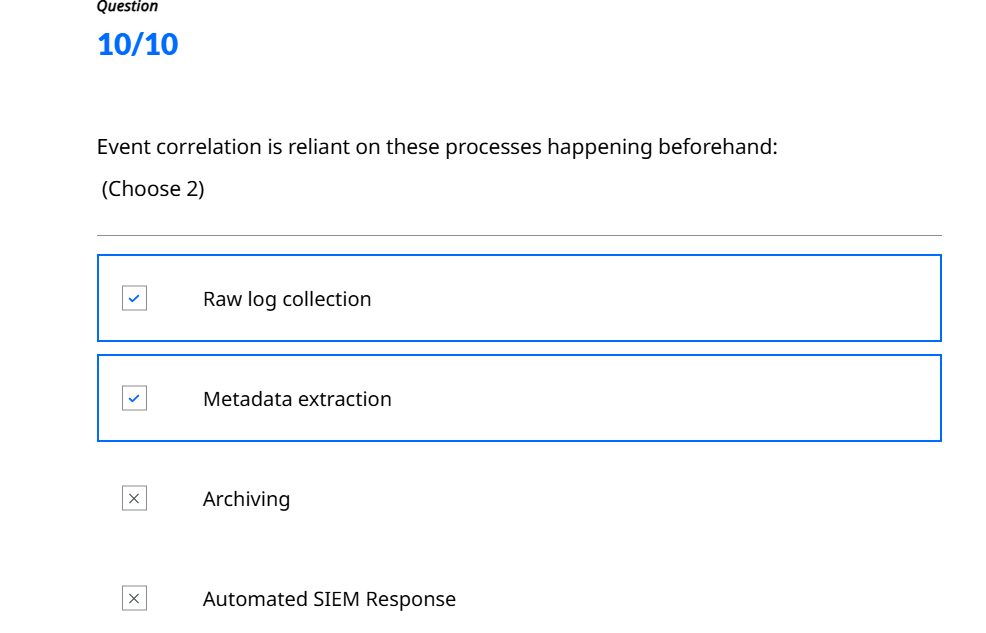 Question
10/10
Event correlation is reliant on these processes happening beforehand:
(Choose 2)
Raw log collection
Metadata extraction
Archiving
Automated SIEM Response